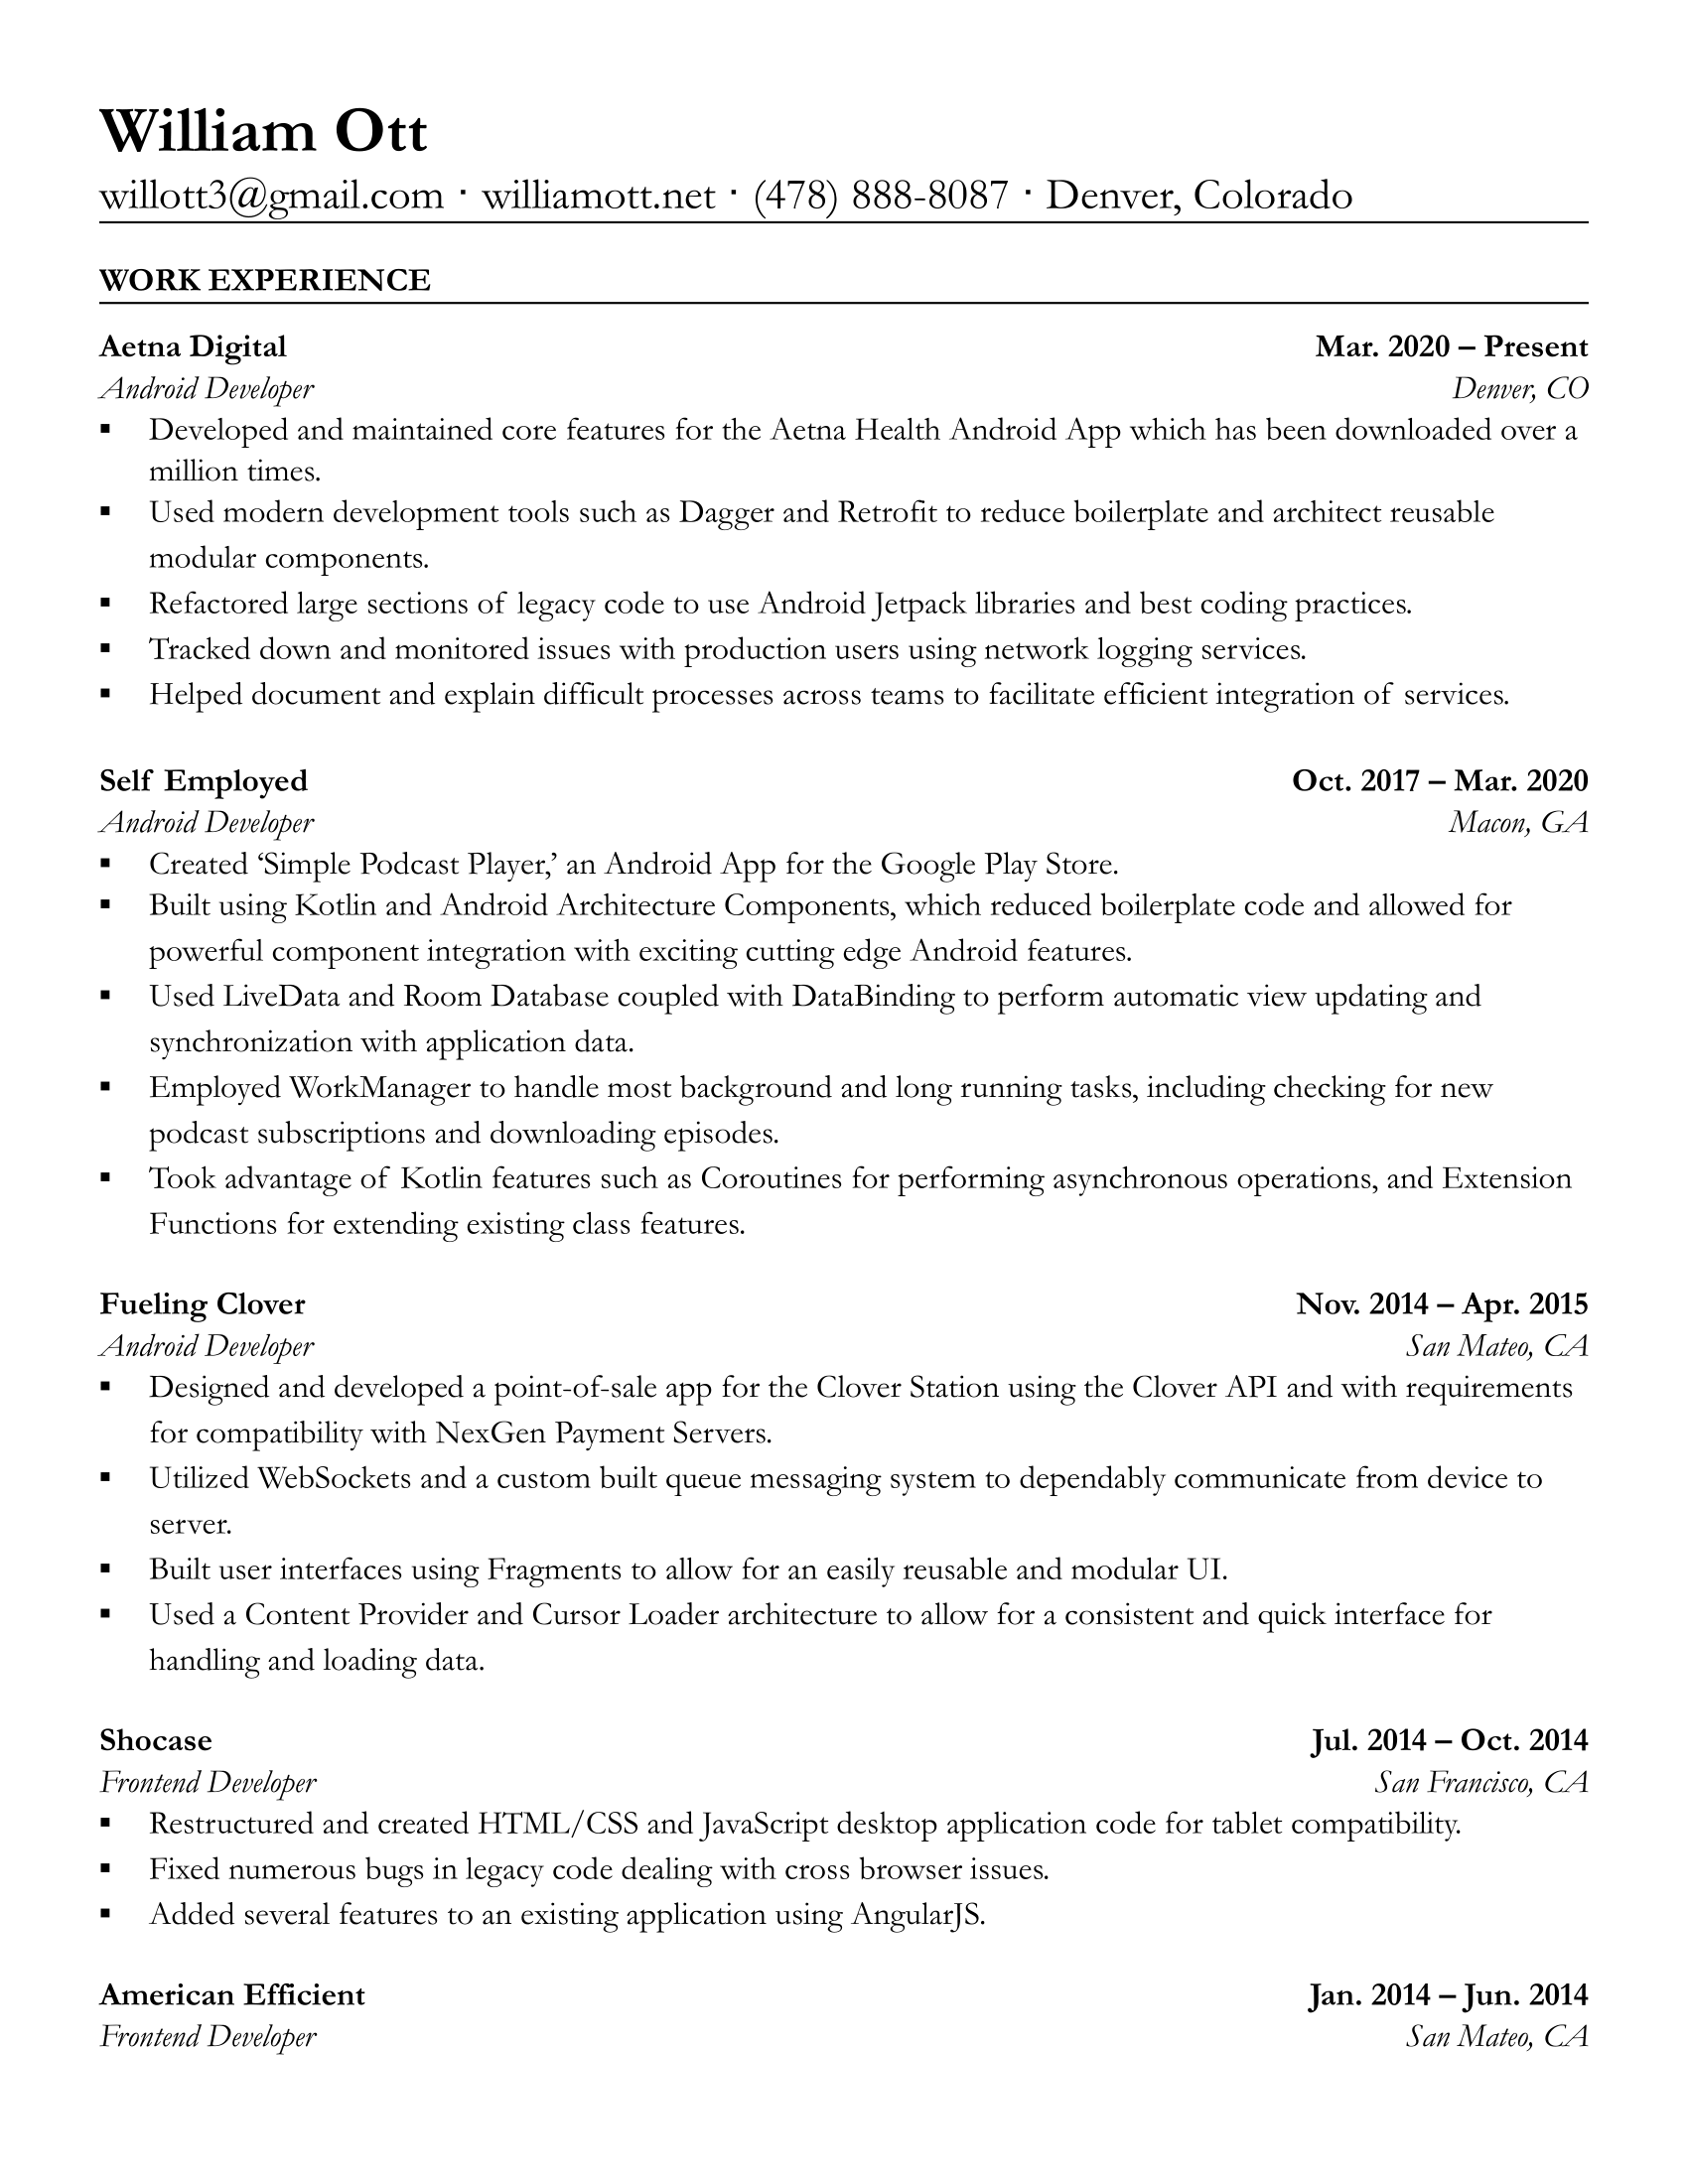 William Ott
willott3@gmail.com · williamott.net · (478) 888-8087 · Denver, Colorado
WORK EXPERIENCE
Aetna Digital Mar. 2020 – Present
Android Developer Denver, CO
▪ Developed and maintained core features for the Aetna Health Android App which has been downloaded over a
million times.
▪ Used modern development tools such as Dagger and Retrofit to reduce boilerplate and architect reusable
modular components.
▪ Refactored large sections of legacy code to use Android Jetpack libraries and best coding practices.
▪ Tracked down and monitored issues with production users using network logging services.
▪ Helped document and explain difficult processes across teams to facilitate efficient integration of services.
Self Employed Oct. 2017 – Mar. 2020
Android Developer Macon, GA
▪ Created ‘Simple Podcast Player,’ an Android App for the Google Play Store.
▪ Built using Kotlin and Android Architecture Components, which reduced boilerplate code and allowed for
powerful component integration with exciting cutting edge Android features.
▪ Used LiveData and Room Database coupled with DataBinding to perform automatic view updating and
synchronization with application data.
▪ Employed WorkManager to handle most background and long running tasks, including checking for new
podcast subscriptions and downloading episodes.
▪ Took advantage of Kotlin features such as Coroutines for performing asynchronous operations, and Extension
Functions for extending existing class features.
Fueling Clover Nov. 2014 – Apr. 2015
Android Developer San Mateo, CA
▪ Designed and developed a point-of-sale app for the Clover Station using the Clover API and with requirements
for compatibility with NexGen Payment Servers.
▪ Utilized WebSockets and a custom built queue messaging system to dependably communicate from device to
server.
▪ Built user interfaces using Fragments to allow for an easily reusable and modular UI.
▪ Used a Content Provider and Cursor Loader architecture to allow for a consistent and quick interface for
handling and loading data.
Shocase Jul. 2014 – Oct. 2014
Frontend Developer San Francisco, CA
▪ Restructured and created HTML/CSS and JavaScript desktop application code for tablet compatibility.
▪ Fixed numerous bugs in legacy code dealing with cross browser issues.
▪ Added several features to an existing application using AngularJS.
American Efficient Jan. 2014 – Jun. 2014
Frontend Developer San Mateo, CA